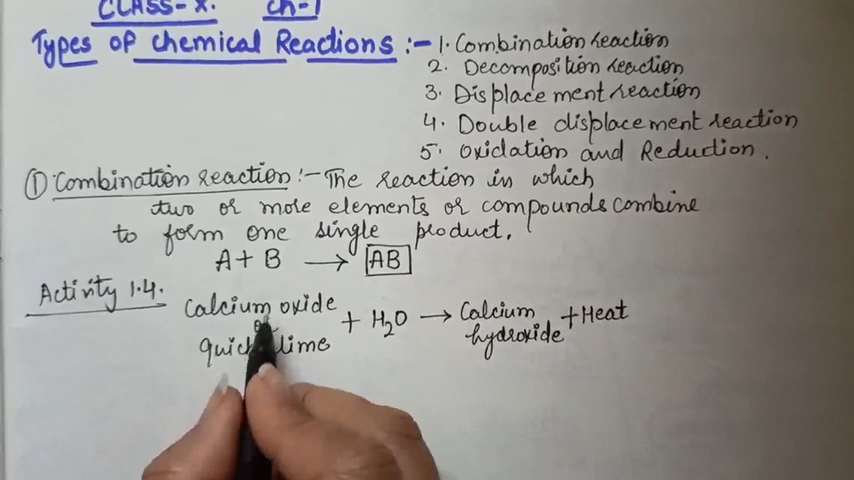 CLASS-X. Ch-1
Types of chemical Reactions :- 1. Combination reaction
2. Decomposition reaction
3. Displacement reaction
4. Double displacement reaction
5. Oxidation and Reduction.
① Combination reaction :- The reaction in which
two or more elements or compounds combine
to form one single product.
A + B → AB
Activity 1.4.
Calcium oxide + H2O → Calcium hydroxide + Heat
lime